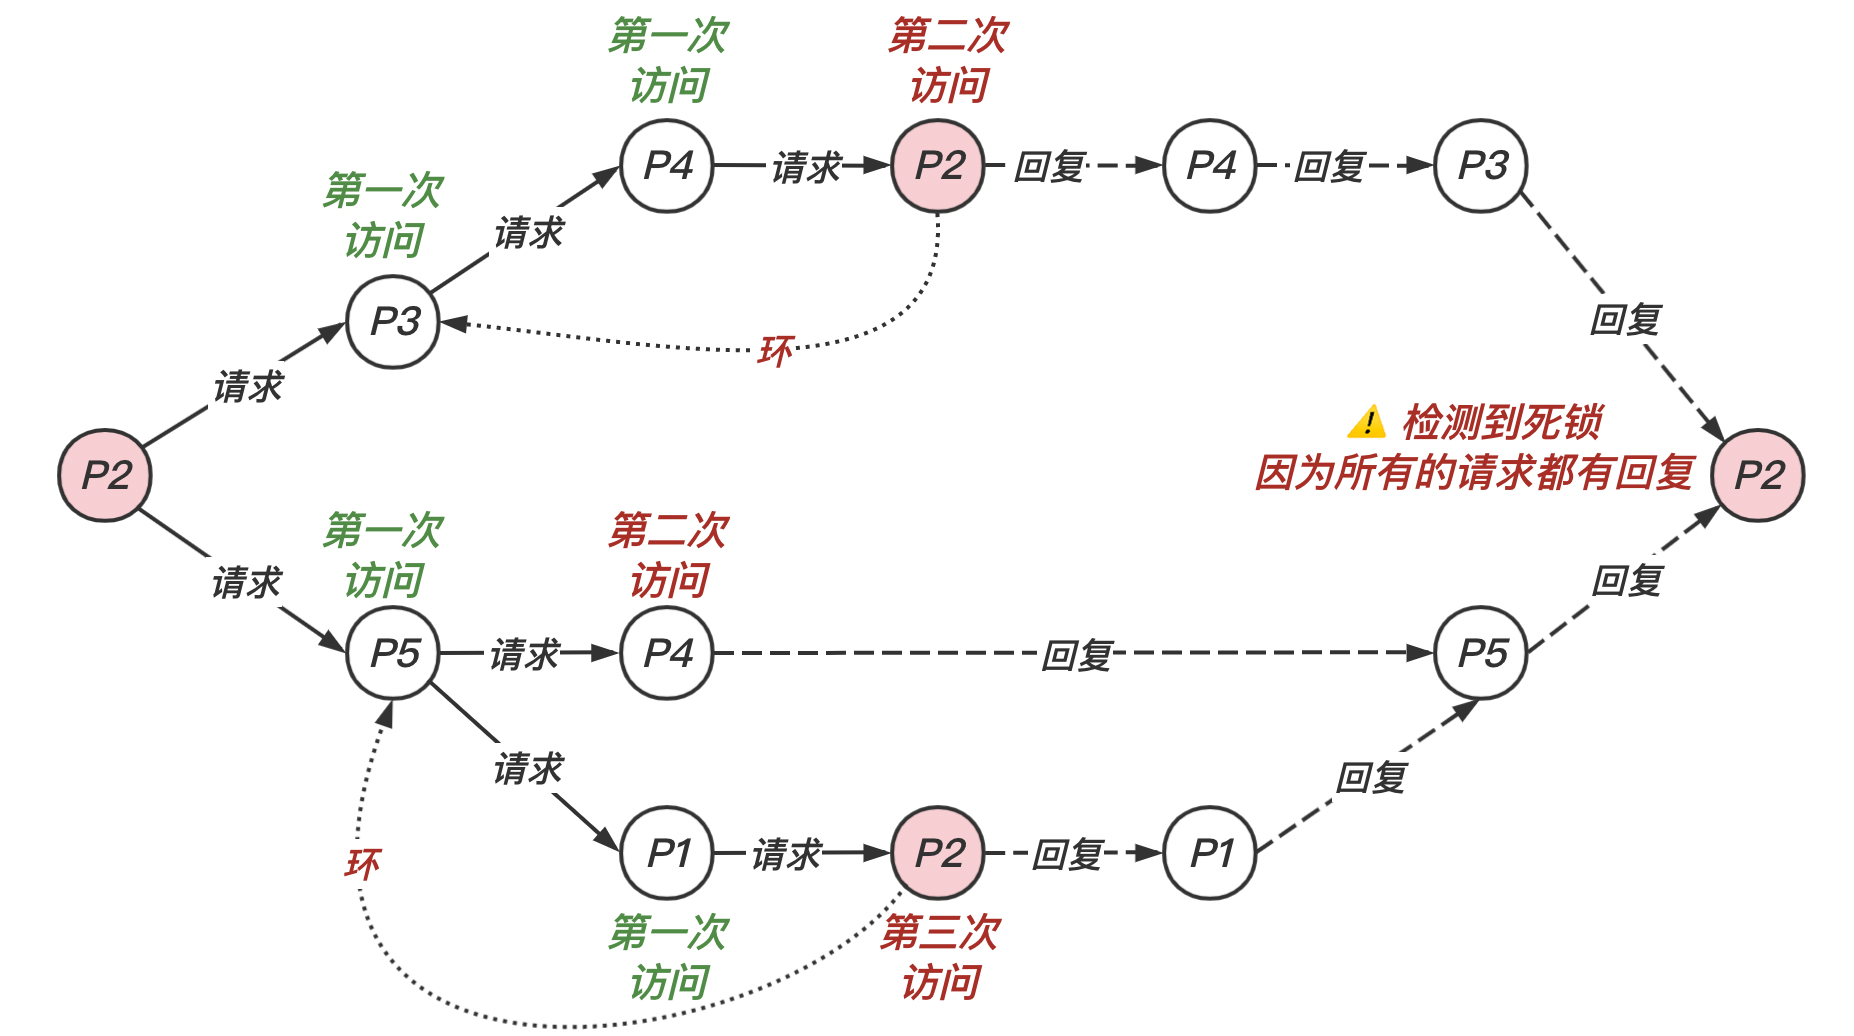 第一次
访问
第二次
访问
P4
请求
P2
回复
P4
回复
P3
第一次
访问
请求
P3
回复
环
请求
⚠️ 检测到死锁
因为所有的请求都有回复
P2
P2
第一次
访问
第二次
访问
请求
回复
P5
请求
P4
回复
P5
请求
回复
环
P1
请求
P2
回复
P1
第一次
访问
第三次
访问